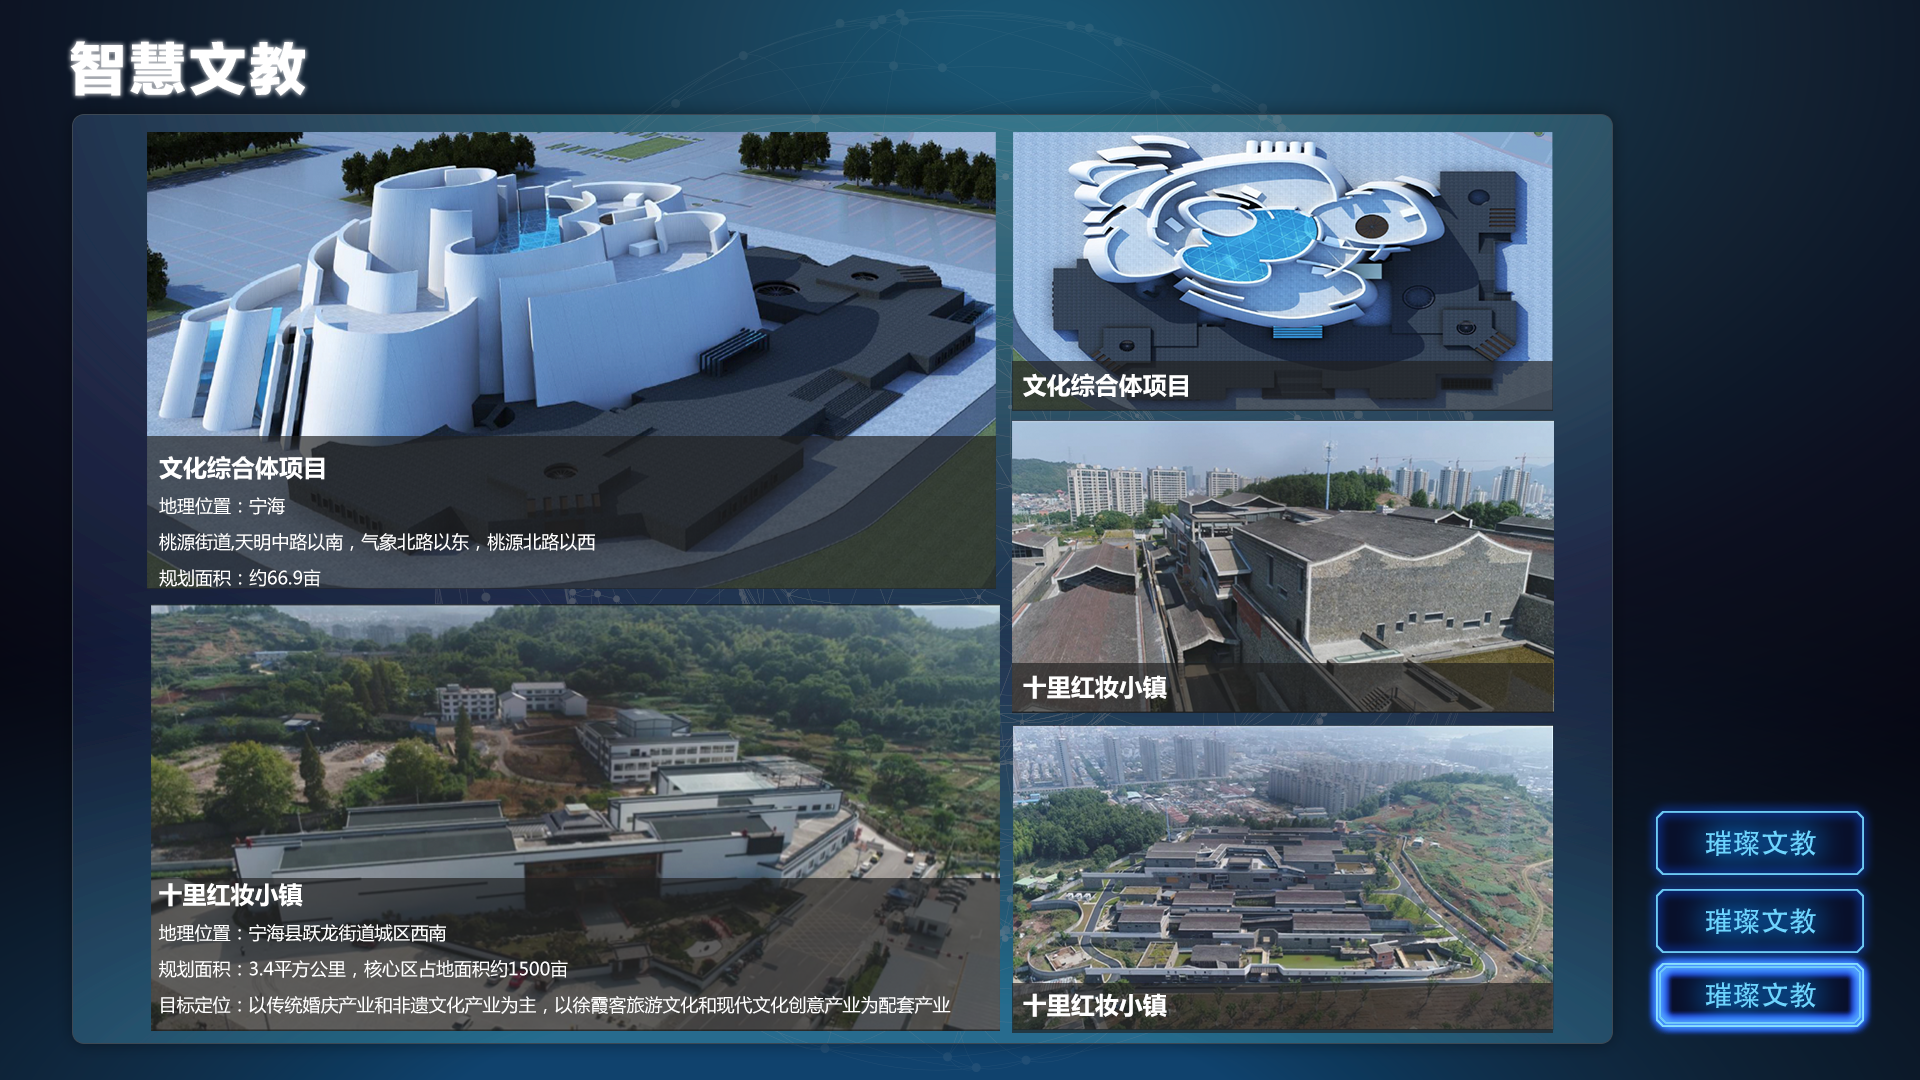 智慧文教
文化综合体项目
地理位置：宁海
桃源街道,天明中路以南，气象北路以东，桃源北路以西
规划面积：约66.9亩
文化综合体项目
十里红妆小镇
十里红妆小镇
地理位置：宁海县跃龙街道城区西南
规划面积：3.4平方公里，核心区占地面积约1500亩
目标定位：以传统婚庆产业和非遗文化产业为主，以徐霞客旅游文化和现代文化创意产业为配套产业
十里红妆小镇
璀璨文教
璀璨文教
璀璨文教